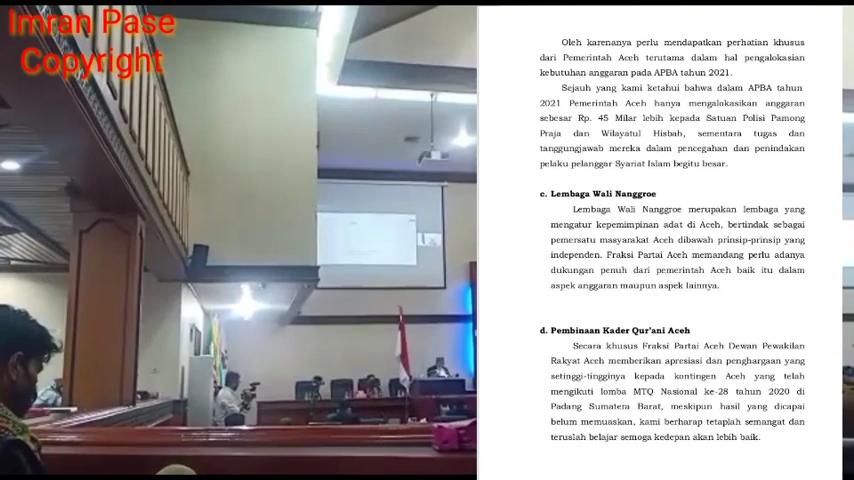 Imran Pase
Copyright
Oleh karenanya perlu mendapatkan perhatian khusus
dari Pemerintah Aceh terutama dalam hal pengalokasian
kebutuhan anggaran pada APBA tahun 2021.
Sejauh yang kami ketahui bahwa dalam APBA tahun
2021 Pemerintah Aceh hanya mengalokasikan anggaran
sebesar Rp. 45 Milar lebih kepada Satuan Polisi Pamong
Praja dan Wilayatul Hisbah, sementara tugas dan
tanggungjawab mereka dalam pencegahan dan penindakan
pelaku pelanggar Syariat Islam begitu besar.
c. Lembaga Wali Nanggroe
Lembaga Wali Nanggroe merupakan lembaga yang
mengatur kepemimpinan adat di Aceh, bertindak sebagai
pemersatu masyarakat Aceh dibawah prinsip-prinsip yang
independen. Fraksi Partai Aceh memandang perlu adanya
dukungan penuh dari pemerintah Aceh baik itu dalam
aspek anggaran maupun aspek lainnya.
d. Pembinaan Kader Qur'ani Aceh
Secara khusus Fraksi Partai Aceh Dewan Pewakilan
Rakyat Aceh memberikan apresiasi dan penghargaan yang
setinggi-tingginya kepada kontingen Aceh yang telah
mengikuti lomba MTQ Nasional ke-28 tahun 2020 di
Padang Sumatera Barat, meskipun hasil yang dicapai
belum memuaskan, kami berharap tetaplah semangat dan
teruslah belajar semoga kedepan akan lebih baik.